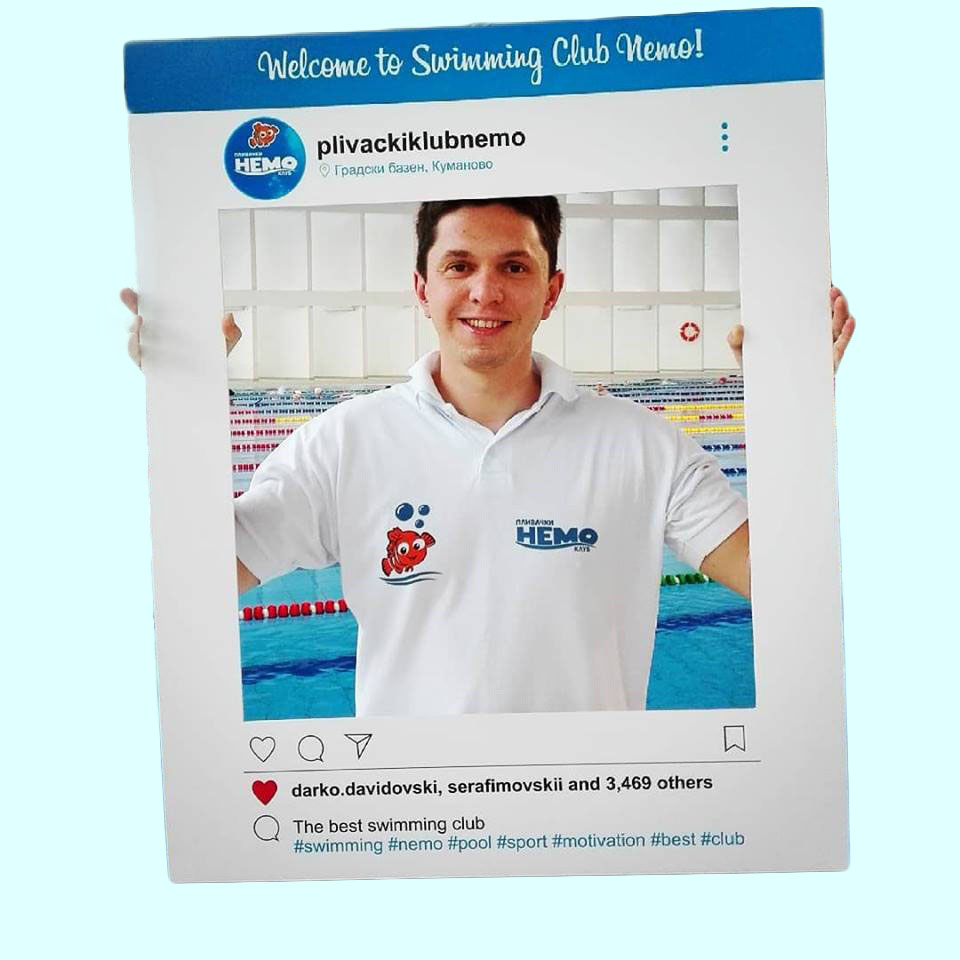 Welcome to Swimming Club Nemo!
ПЛИВАЧКИ
НЕМО
КЛУБ
plivackiklubnemo
Градски базен, Куманово
ПЛИВАЧКИ
НЕМО
КЛУБ
darko.davidovski, serafimovskii and 3,469 others
The best swimming club
#swimming #nemo #pool #sport #motivation #best #club